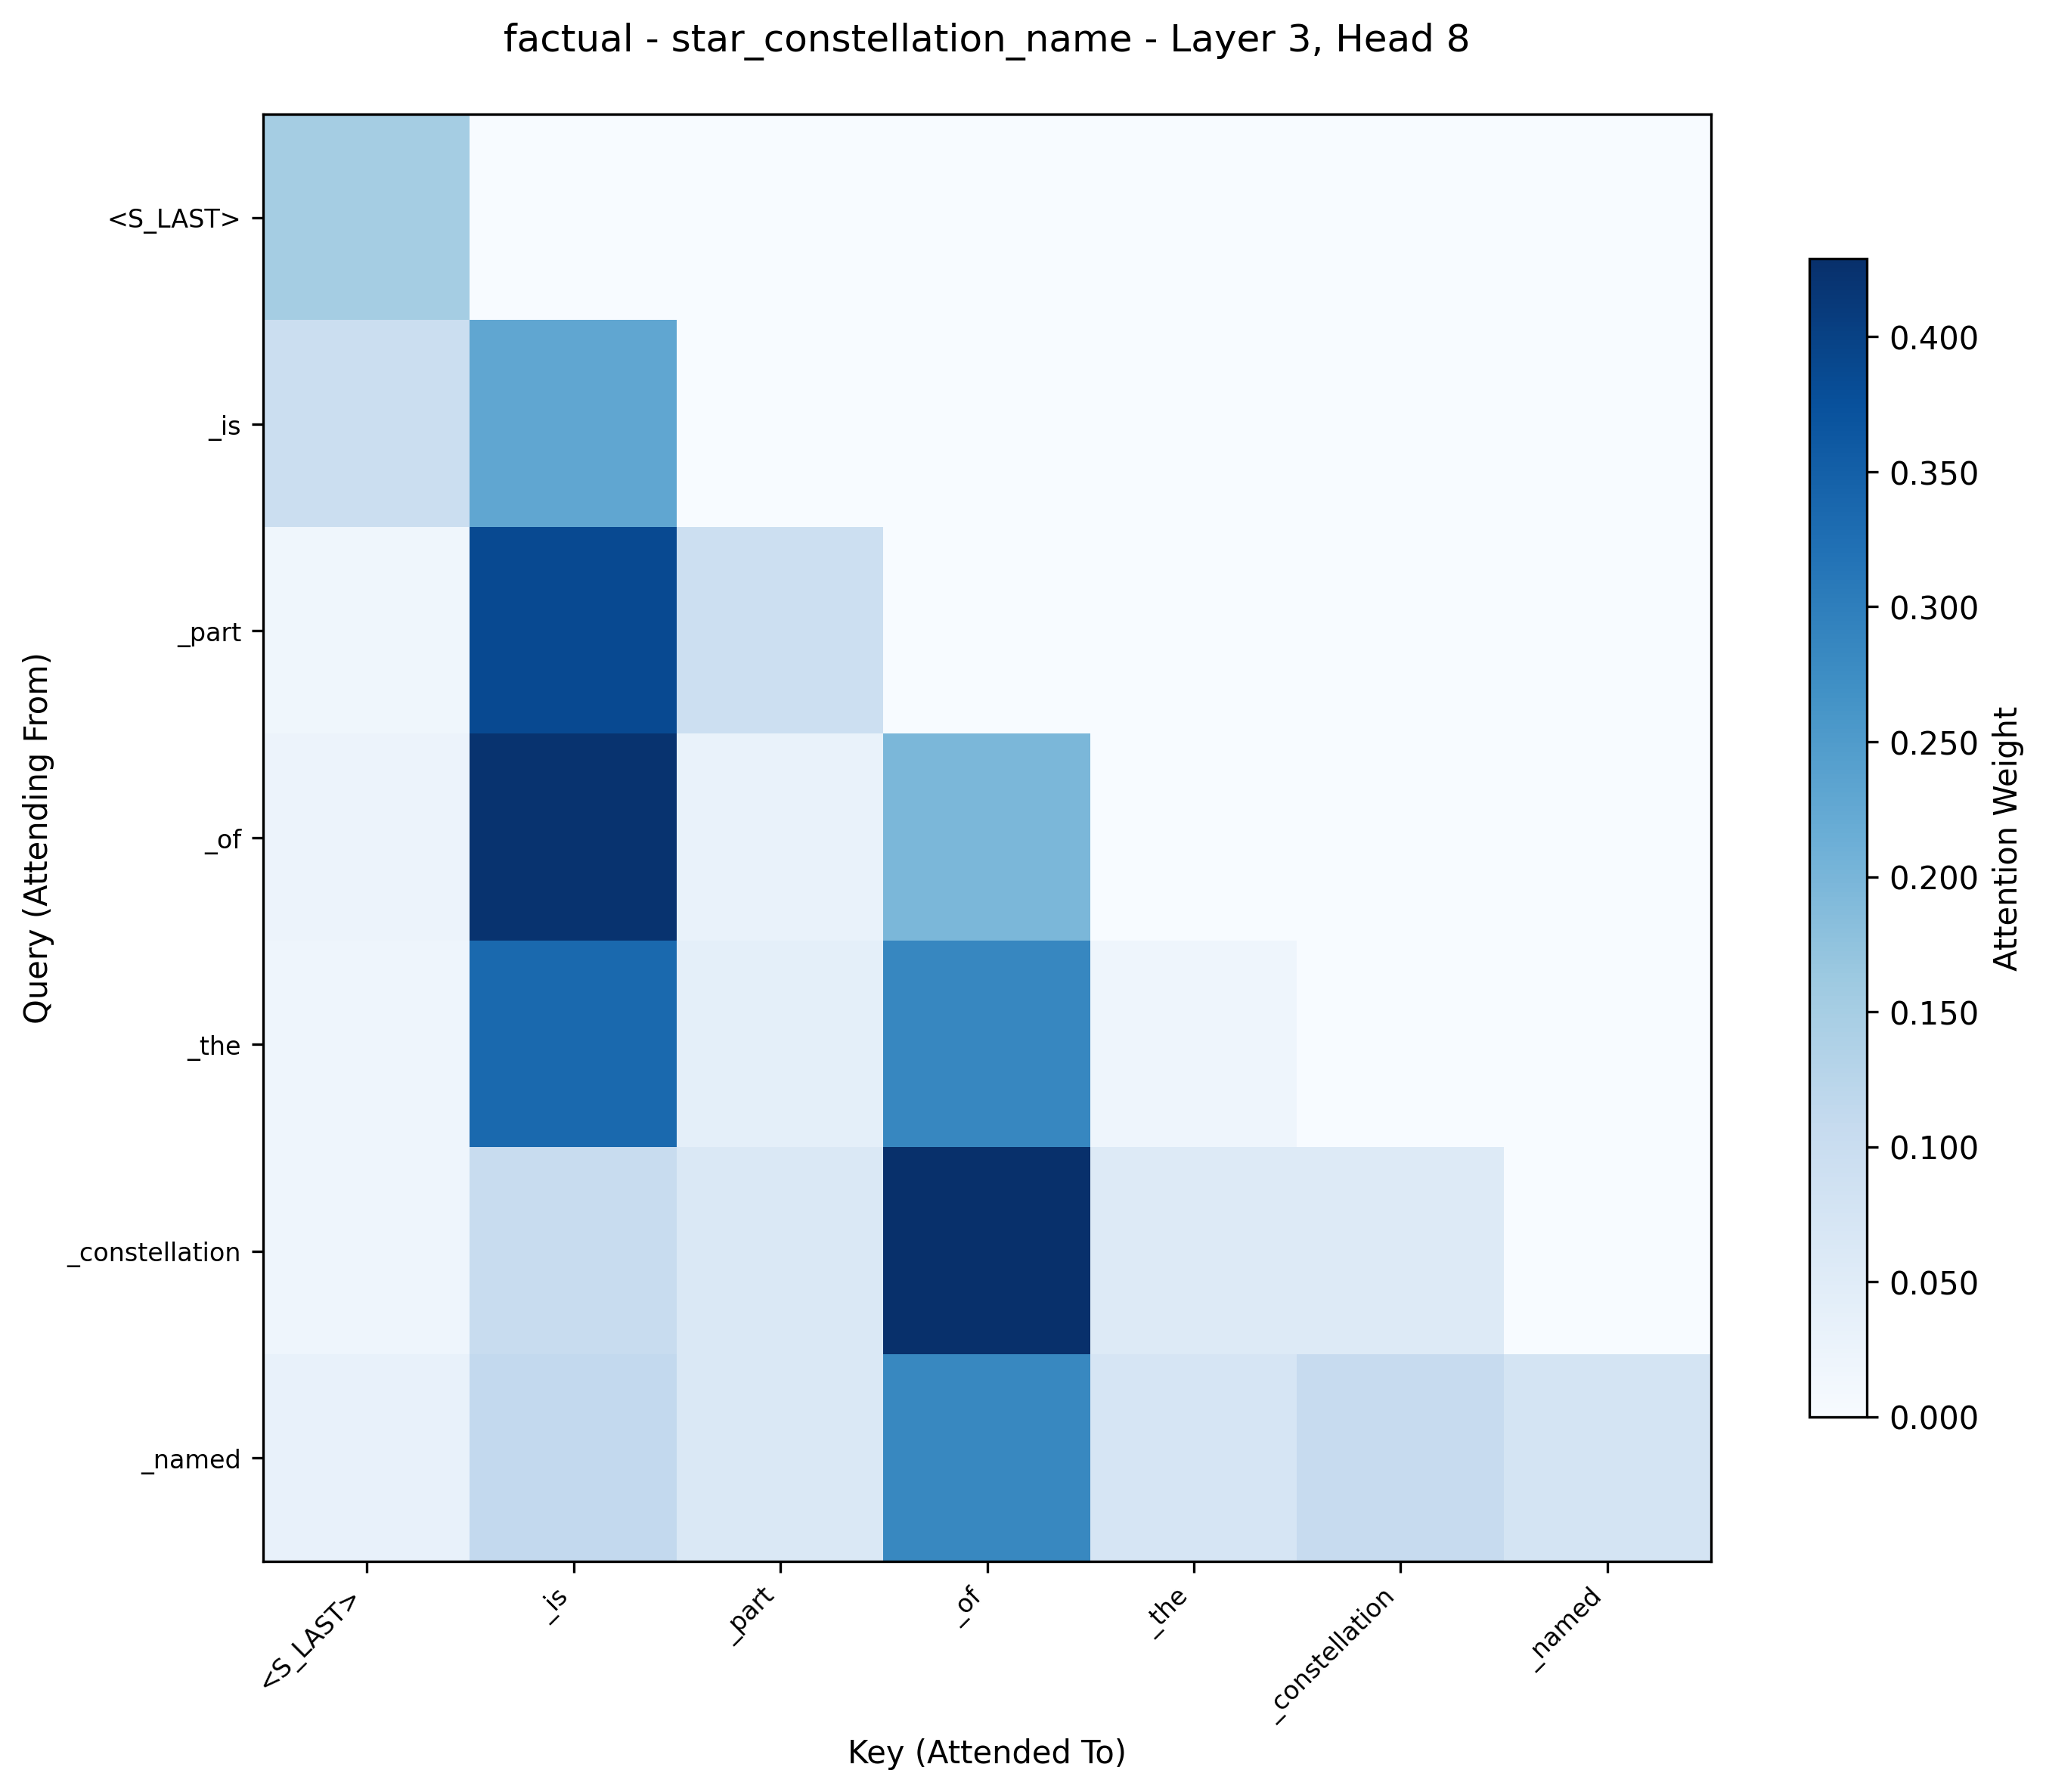 factual - star_constellation_name - Layer 3, Head 8
Query (Attending From)
<S_LAST>
_is
_part
_of
_the
_constellation
_named
<S_LAST>
_is
_part
_of
_the
_constellation
_named
Key (Attended To)
0.400
0.350
0.300
0.250
0.200
0.150
0.100
0.050
0.000
Attention Weight